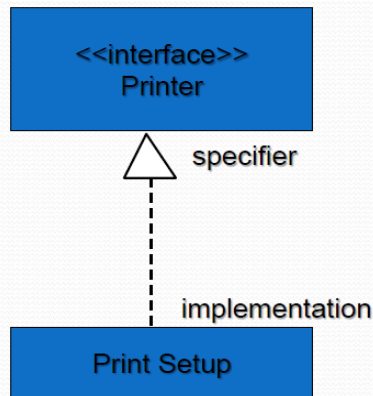 <<interface>>
Printer
specifier
implementation
Print Setup